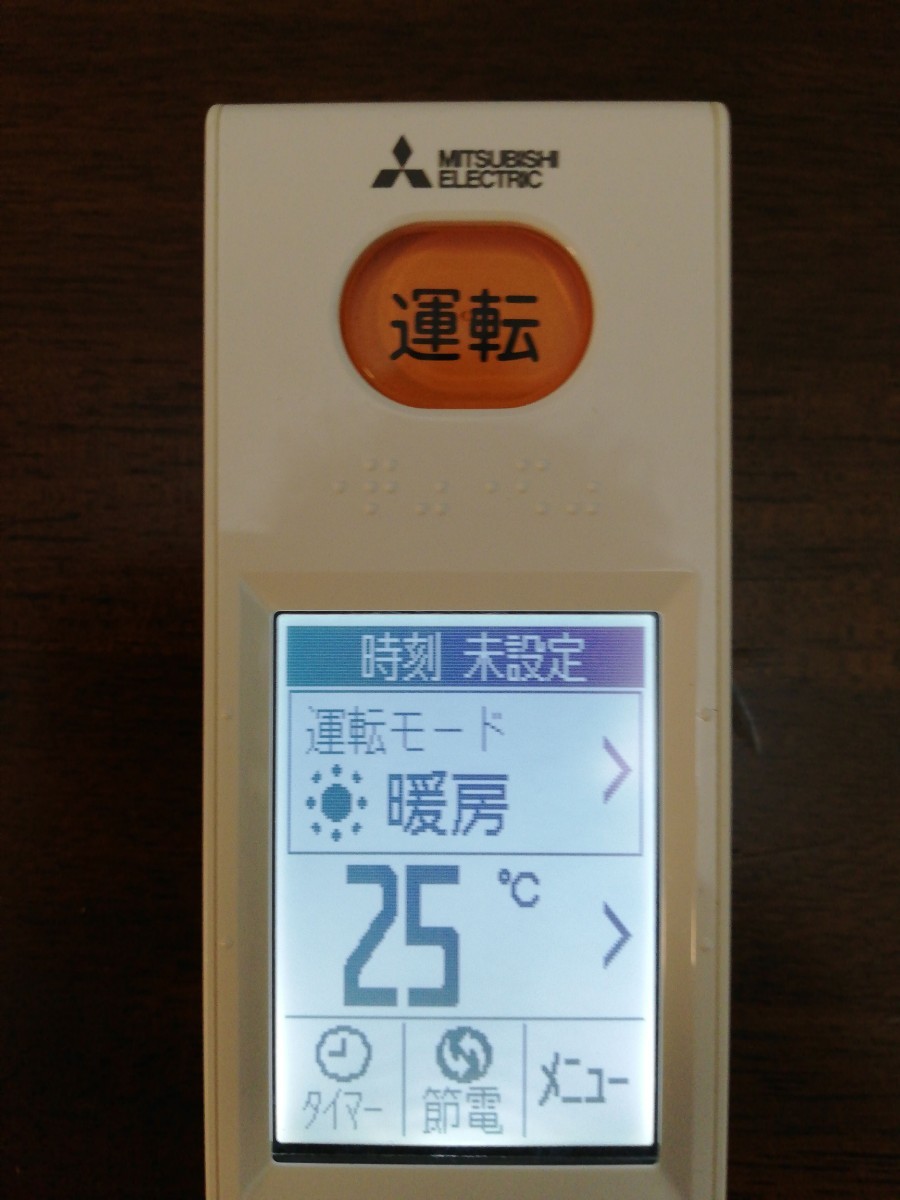 MITSUBISHI
ELECTRIC
運転
時刻 未設定
運転モード
暖房
25 ℃
タイマー
節電
メニュー